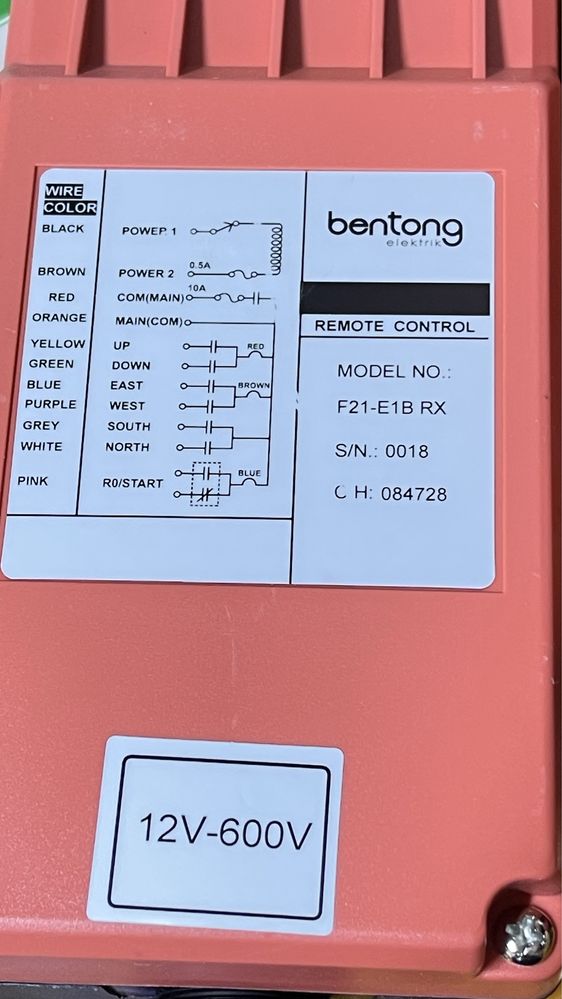 WIRE
COLOR
BLACK POWER 1
BROWN POWER 2 0.5A
RED COM(MAIN) 10A
ORANGE MAIN(COM)
YELLOW UP RED
GREEN DOWN
BLUE EAST BROWN
PURPLE WEST
GREY SOUTH
WHITE NORTH
PINK R0/START BLUE
bentong
elektrik
REMOTE CONTROL
MODEL NO.:
F21-E1B RX
S/N.: 0018
C H: 084728
12V-600V